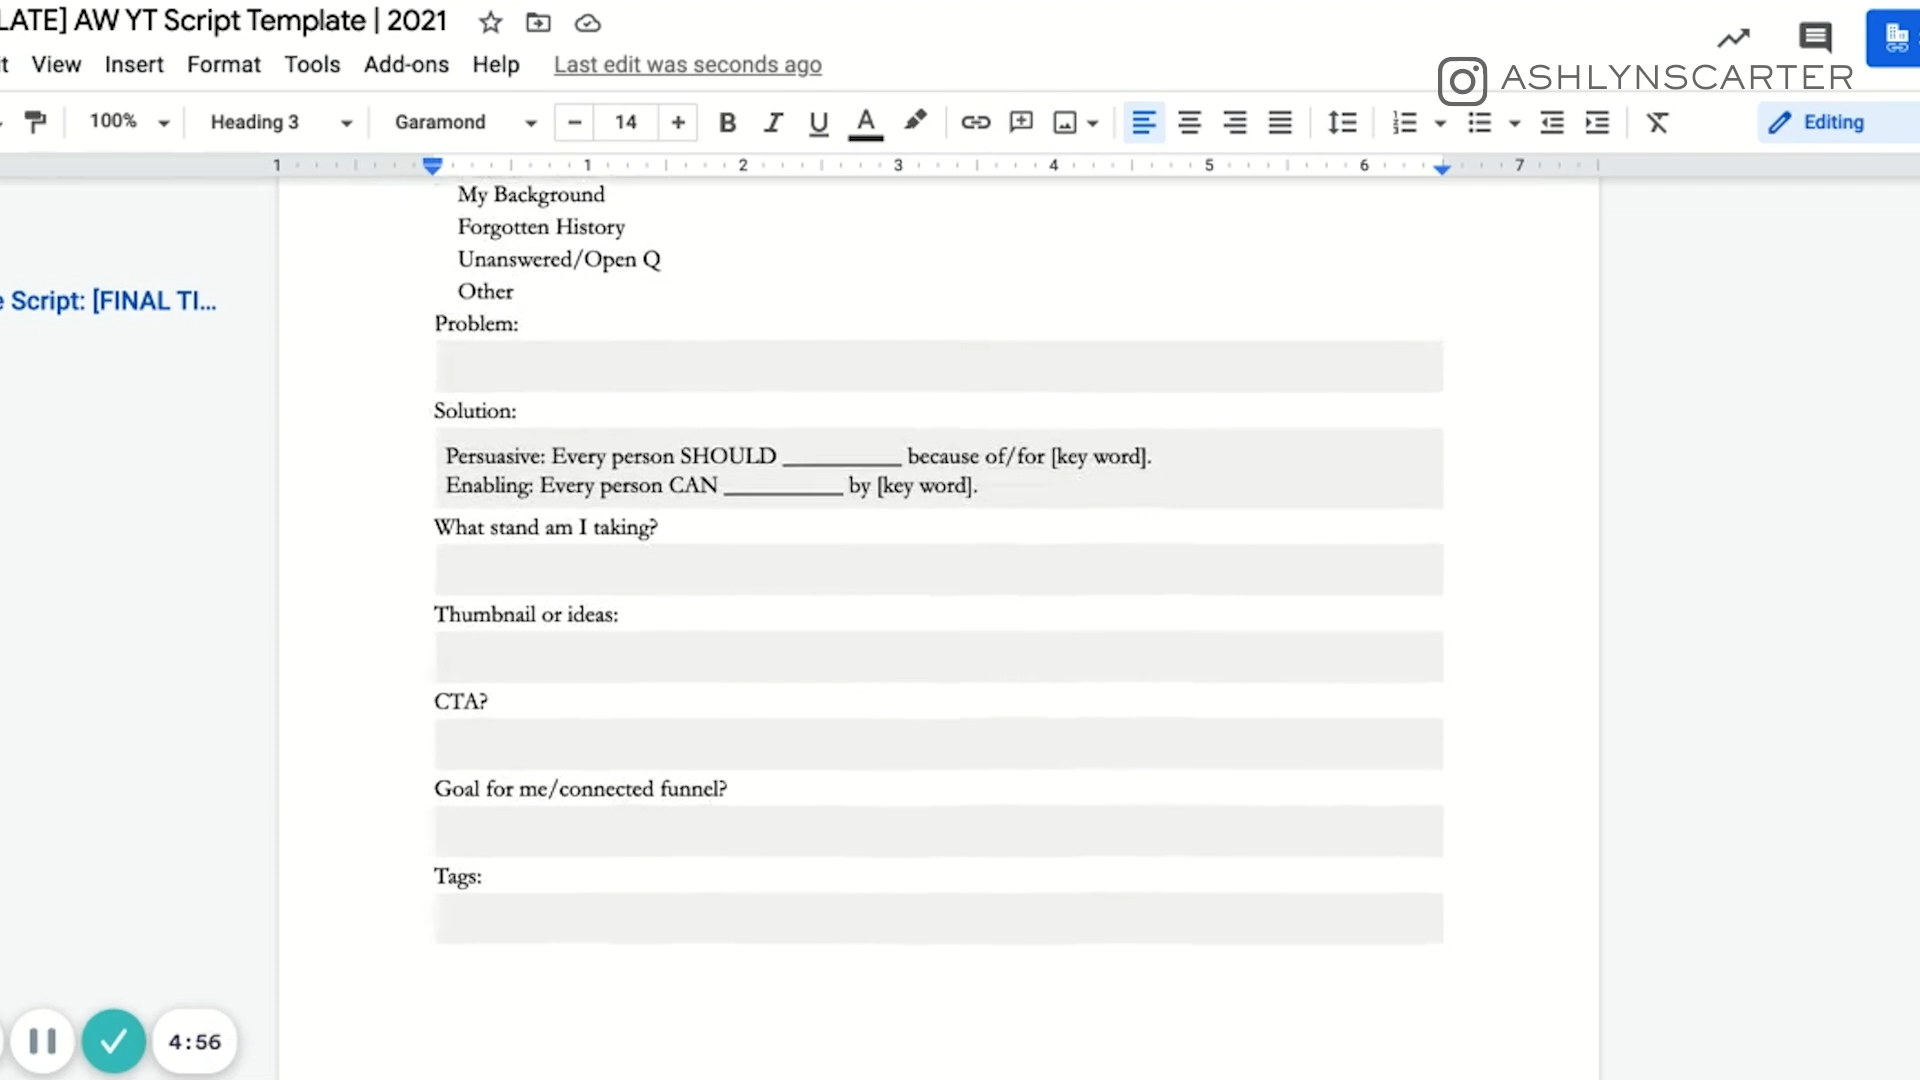 LATE] AW YT Script Template | 2021
View Insert Format Tools Add-ons Help Last edit was seconds ago
ASHLYNSCARTER
100% Heading 3 Garamond 14 Editing
1 1 2 3 4 5 6 7
My Background
Forgotten History
Unanswered/Open Q
Other
Script: [FINAL TI...
Problem:
Solution:
Persuasive: Every person SHOULD __________ because of/for [key word].
Enabling: Every person CAN __________ by [key word].
What stand am I taking?
Thumbnail or ideas:
CTA?
Goal for me/connected funnel?
Tags:
4:56